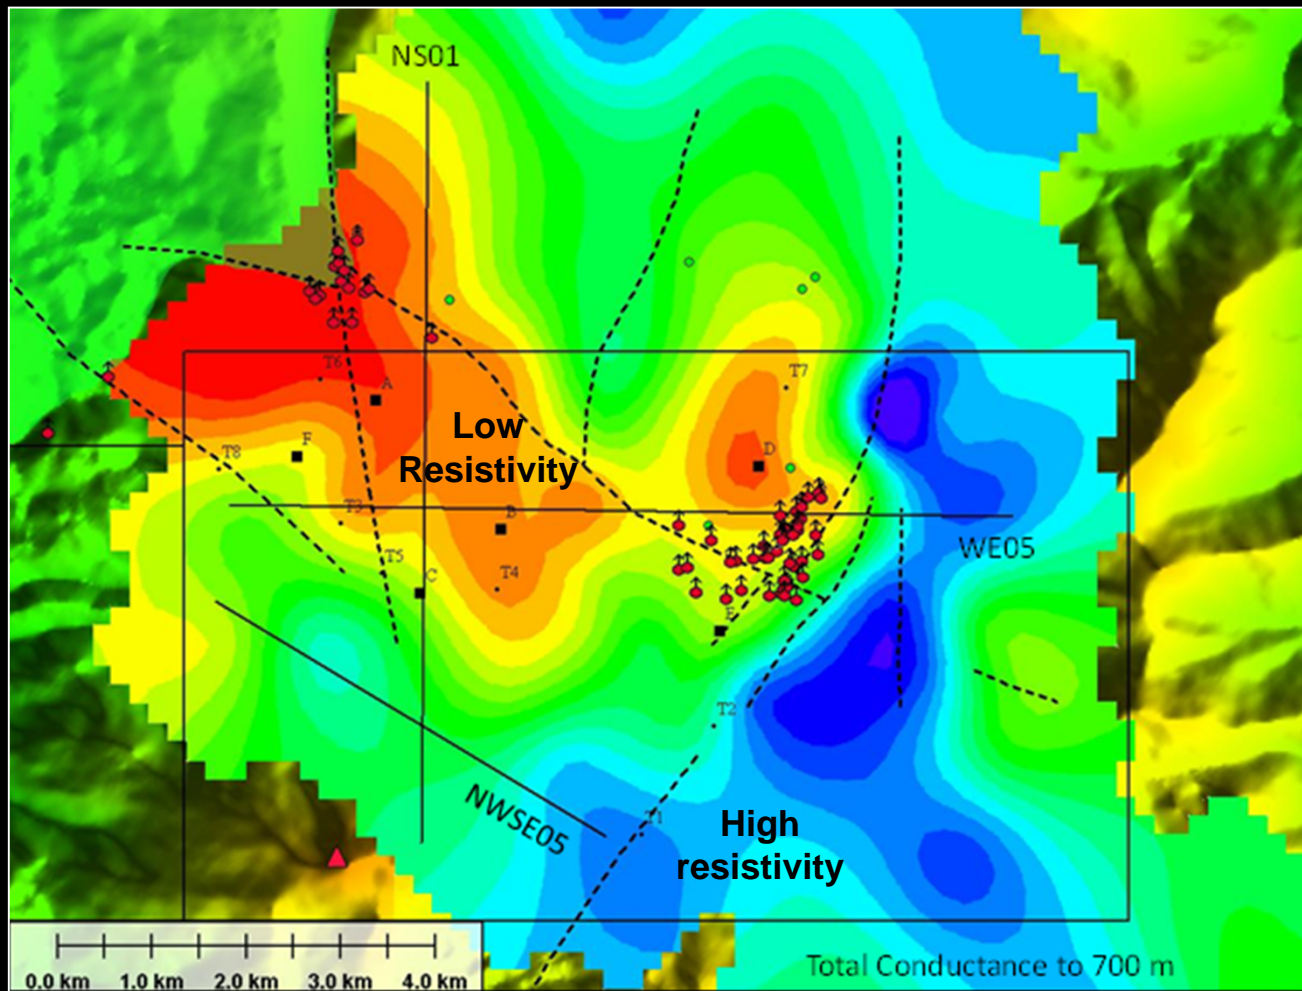 NS01
T6
A
T7
Low
Resistivity
F
T8
D
T3
B
WE05
T5
C
T4
E
T2
NWSE05
T1
High
resistivity
Total Conductance to 700 m
0.0 km 1.0 km 2.0 km 3.0 km 4.0 km